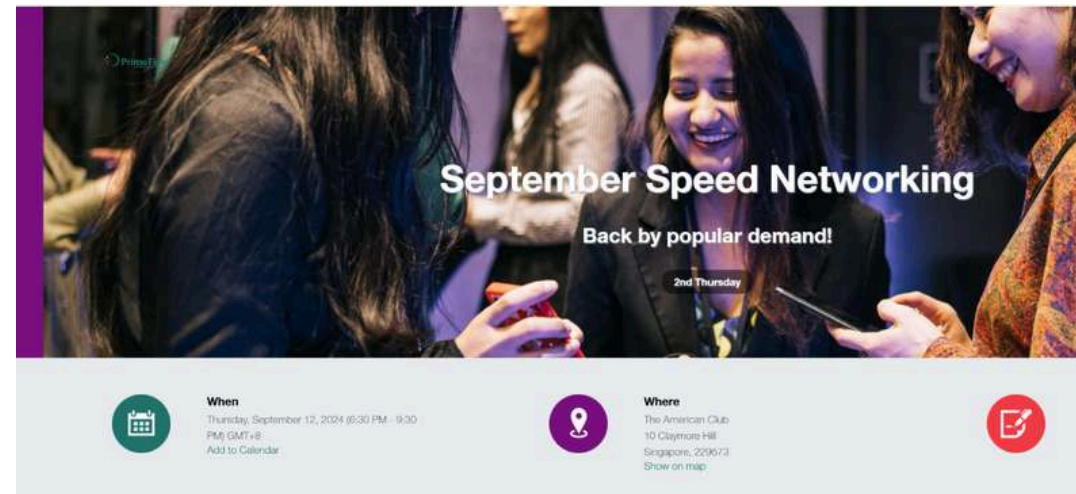 September Speed Networking
Back by popular demand!
2nd Thursday
When
Thursday, September 12, 2024 (6:30 PM - 9:30
PM) GMT+8
Add to Calendar
Where
The American Club
10 Claymore Hill
Singapore, 229673
Show on map